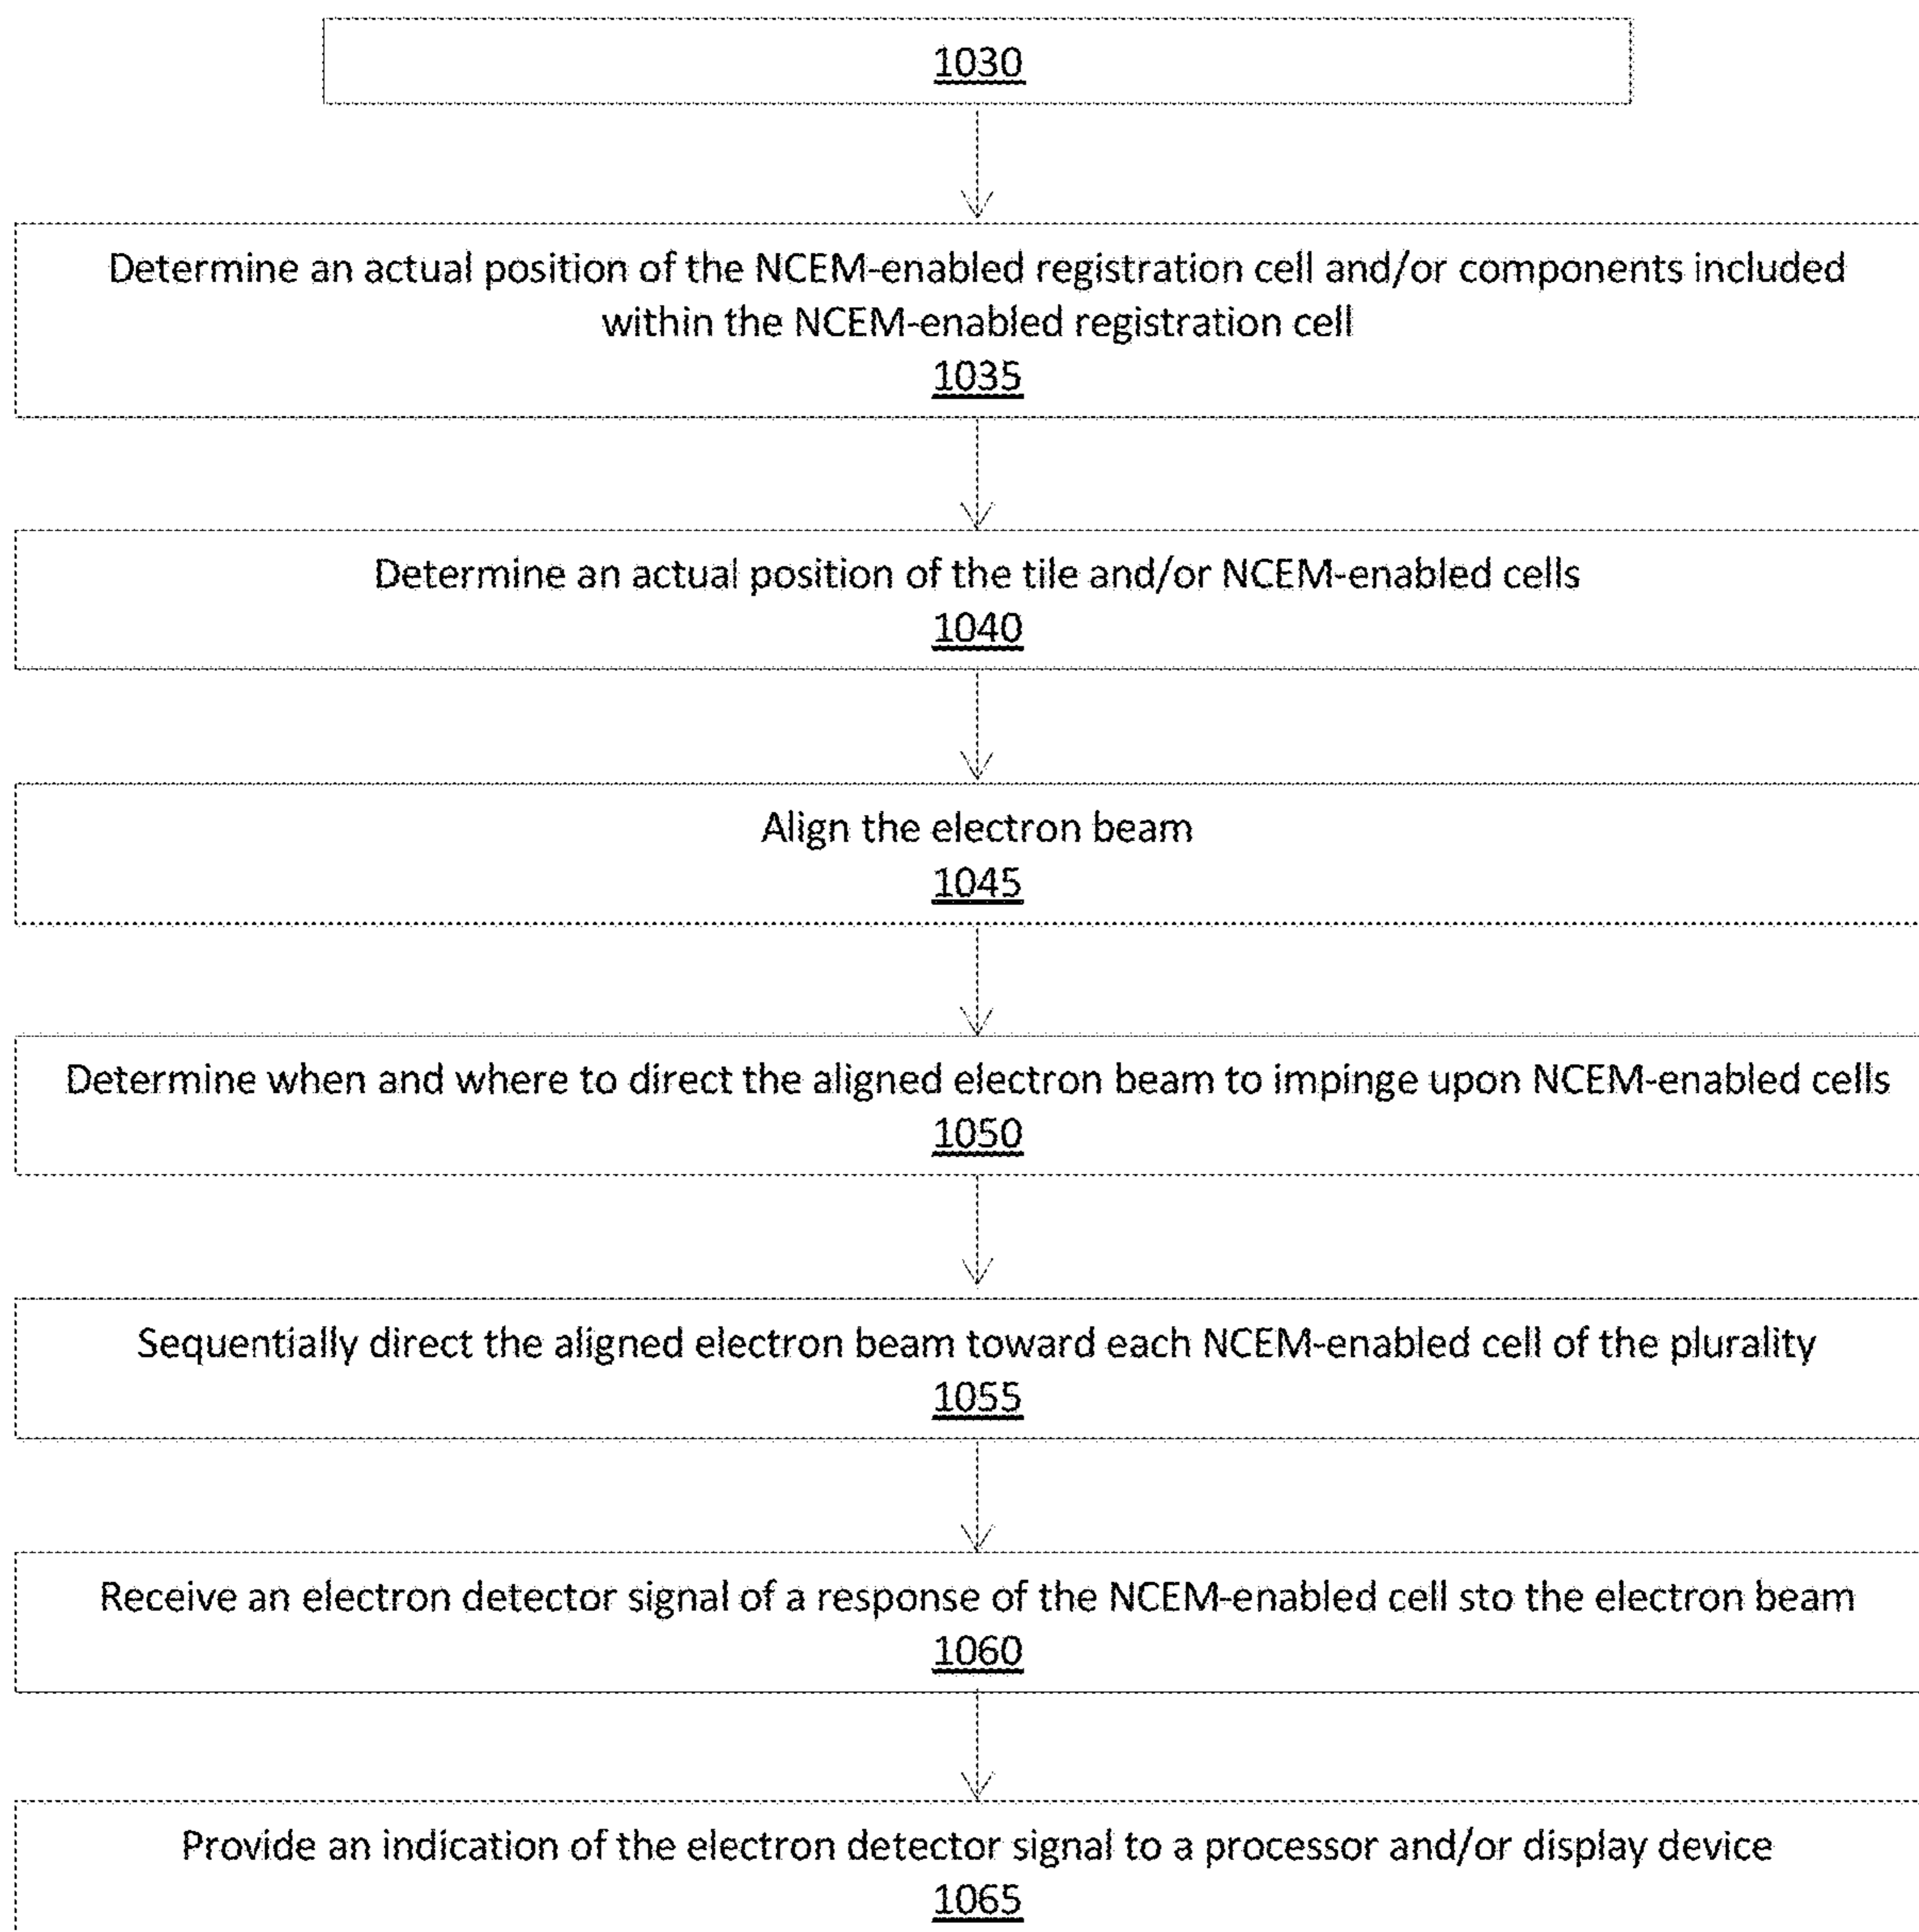 1030
Determine an actual position of the NCEM-enabled registration cell and/or components included
within the NCEM-enabled registration cell
1035
Determine an actual position of the tile and/or NCEM-enabled cells
1040
Align the electron beam
1045
Determine when and where to direct the aligned electron beam to impinge upon NCEM-enabled cells
1050
Sequentially direct the aligned electron beam toward each NCEM-enabled cell of the plurality
1055
Receive an electron detector signal of a response of the NCEM-enabled cell sto the electron beam
1060
Provide an indication of the electron detector signal to a processor and/or display device
1065